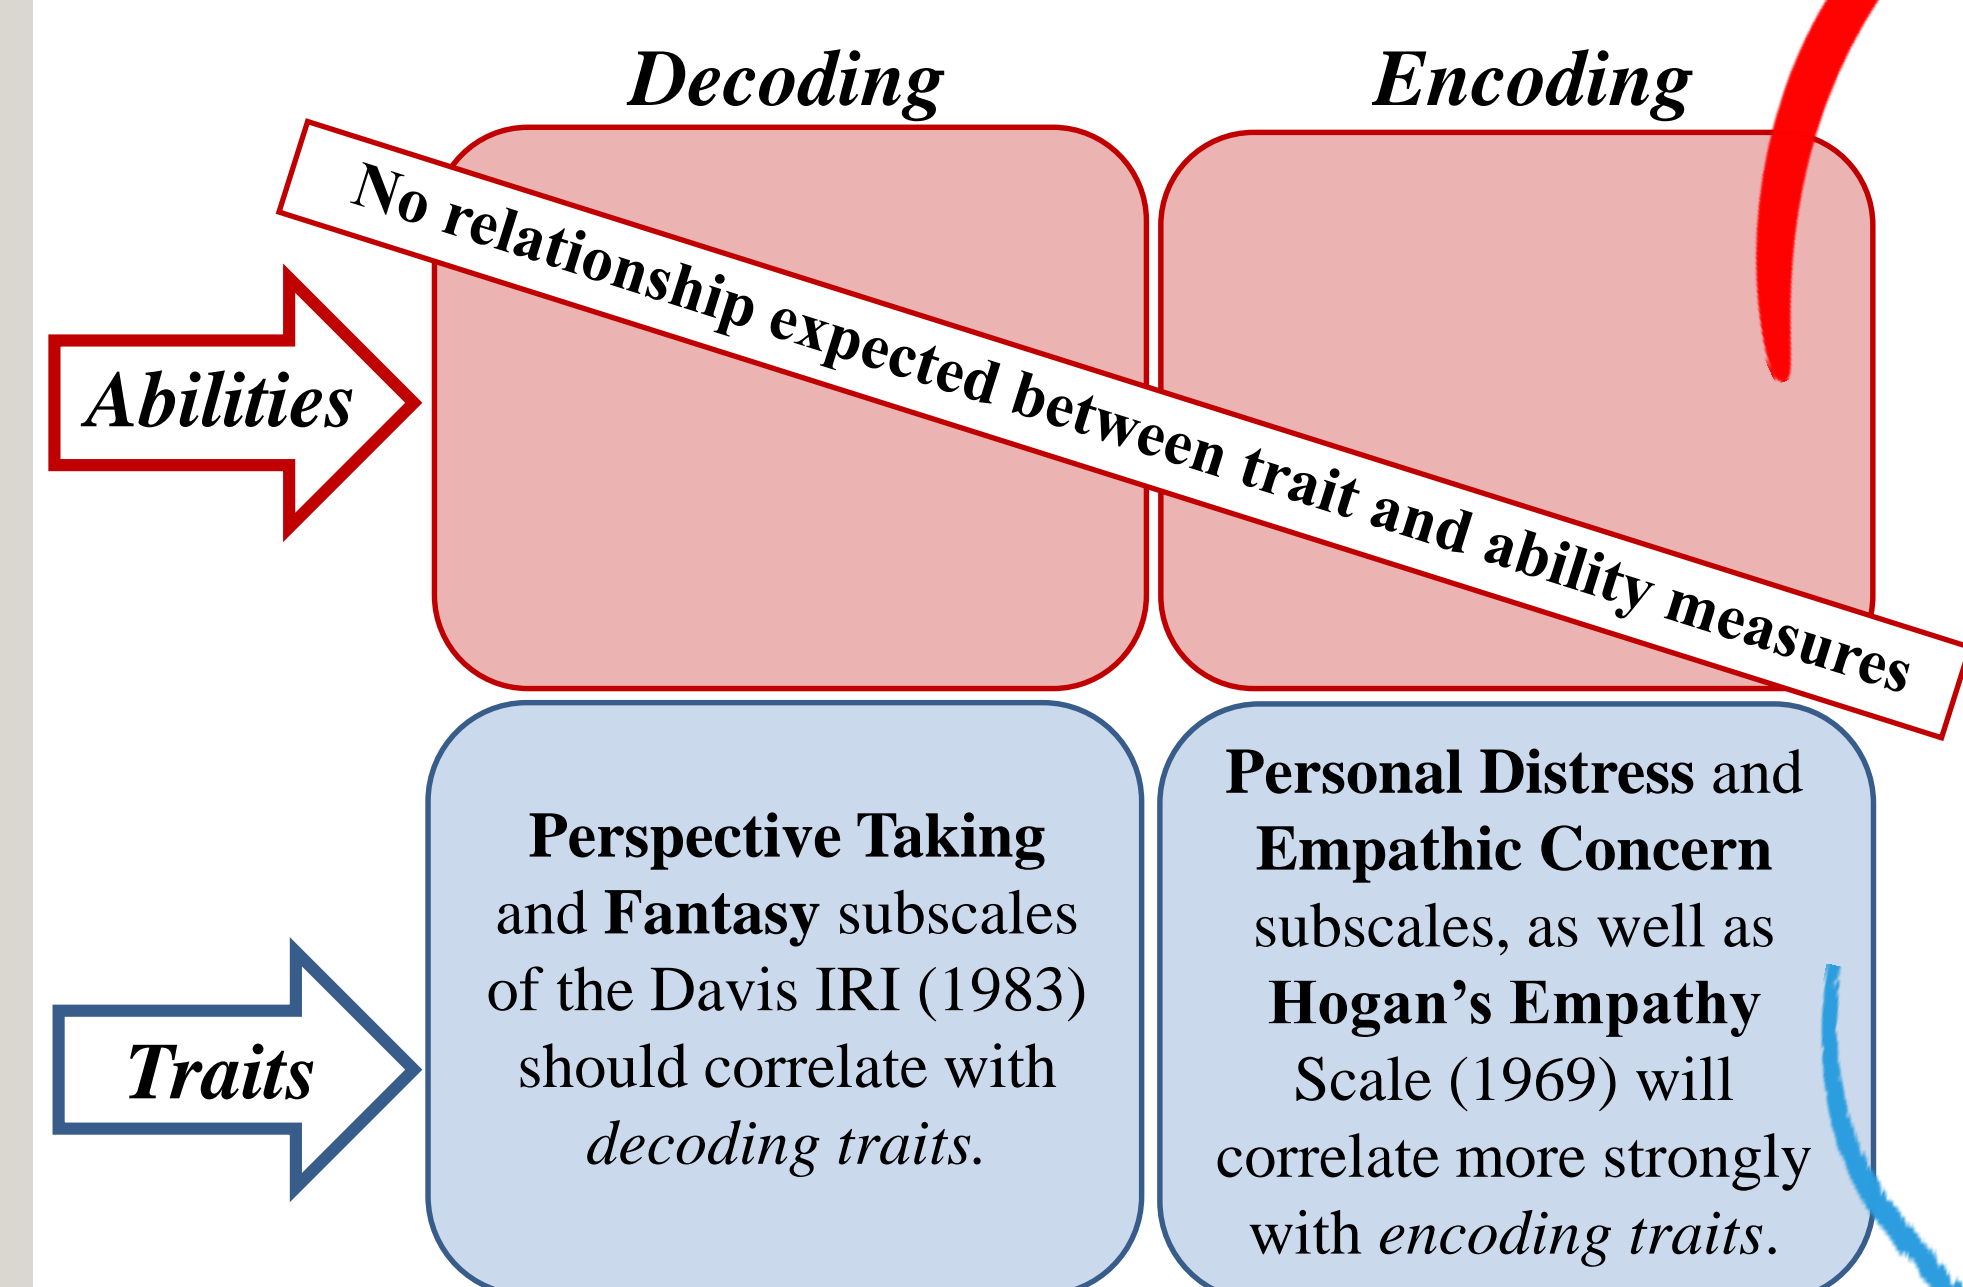 Decoding
Encoding
No relationship expected between trait and ability measures
Abilities
Perspective Taking
and Fantasy subscales
of the Davis IRI (1983)
should correlate with
decoding traits.
Personal Distress and
Empathic Concern
subscales, as well as
Hogan’s Empathy
Scale (1969) will
correlate more strongly
with encoding traits.
Traits